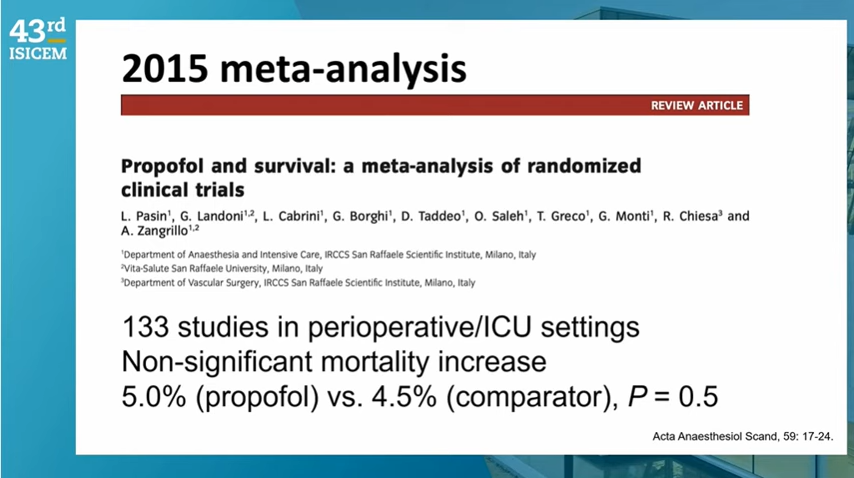 43rd
ISICEM
2015 meta-analysis
REVIEW ARTICLE
Propofol and survival: a meta-analysis of randomized
clinical trials
L. Pasin¹, G. Landoni¹,², L. Cabrini¹, G. Borghi¹, D. Taddeo¹, O. Saleh¹, T. Greco¹, G. Monti¹, R. Chiesa³ and
A. Zangrillo¹,²
¹Department of Anaesthesia and Intensive Care, IRCCS San Raffaele Scientific Institute, Milano, Italy
²Vita-Salute San Raffaele University, Milano, Italy
³Department of Vascular Surgery, IRCCS San Raffaele Scientific Institute, Milano, Italy
133 studies in perioperative/ICU settings
Non-significant mortality increase
5.0% (propofol) vs. 4.5% (comparator), P = 0.5
Acta Anaesthesiol Scand, 59: 17-24.